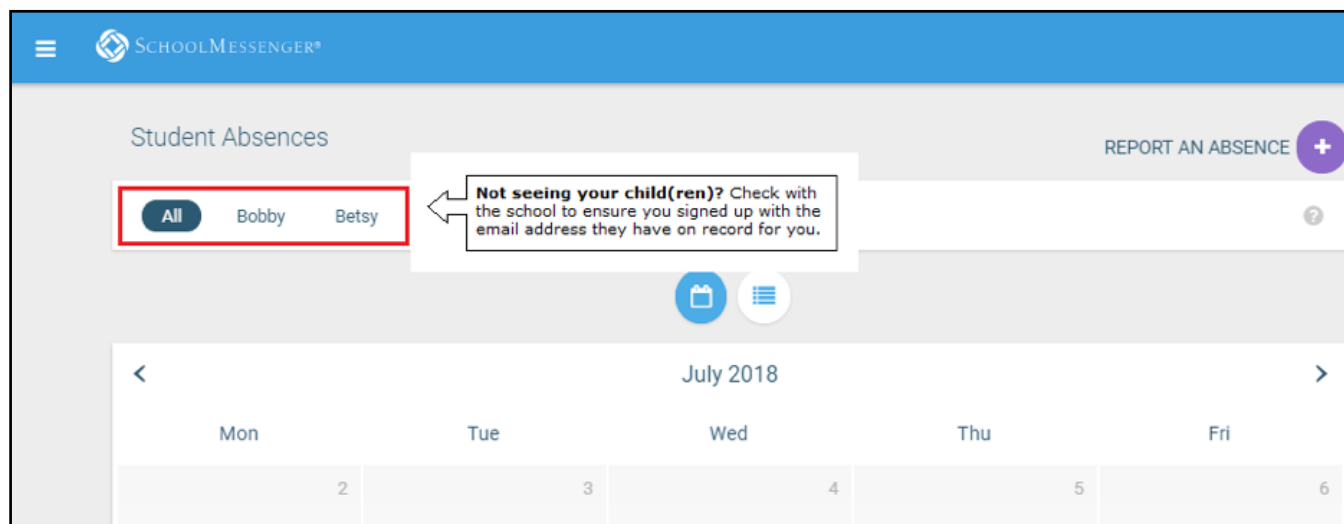 SCHOOLMESSENGER®
Student Absences
REPORT AN ABSENCE
All Bobby Betsy
Not seeing your child(ren)? Check with
the school to ensure you signed up with the
email address they have on record for you.
July 2018
Mon Tue Wed Thu Fri
2 3 4 5 6